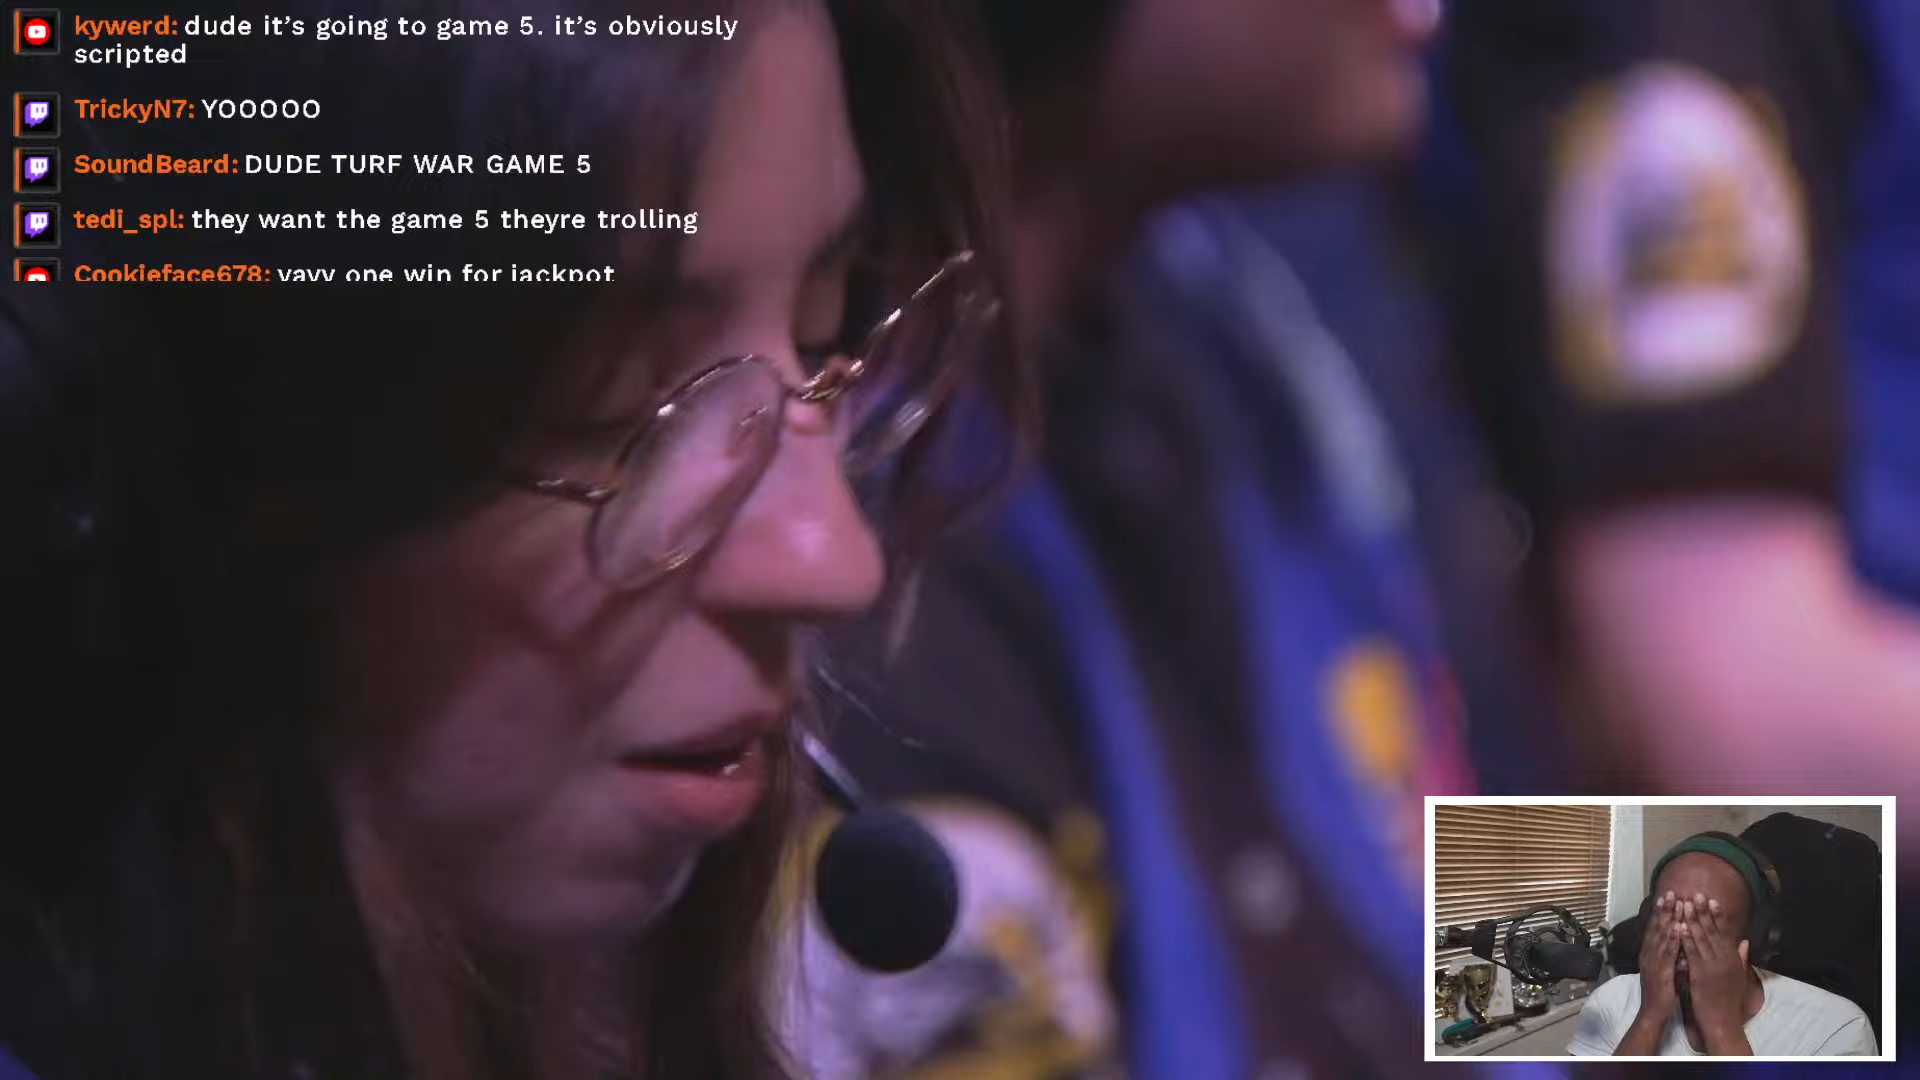 kywerd: dude it’s going to game 5. it’s obviously
scripted
TrickyN7: YOOOOO
SoundBeard: DUDE TURF WAR GAME 5
tedi_spl: they want the game 5 theyre trolling
Cookieface678: yayy one win for jackpot